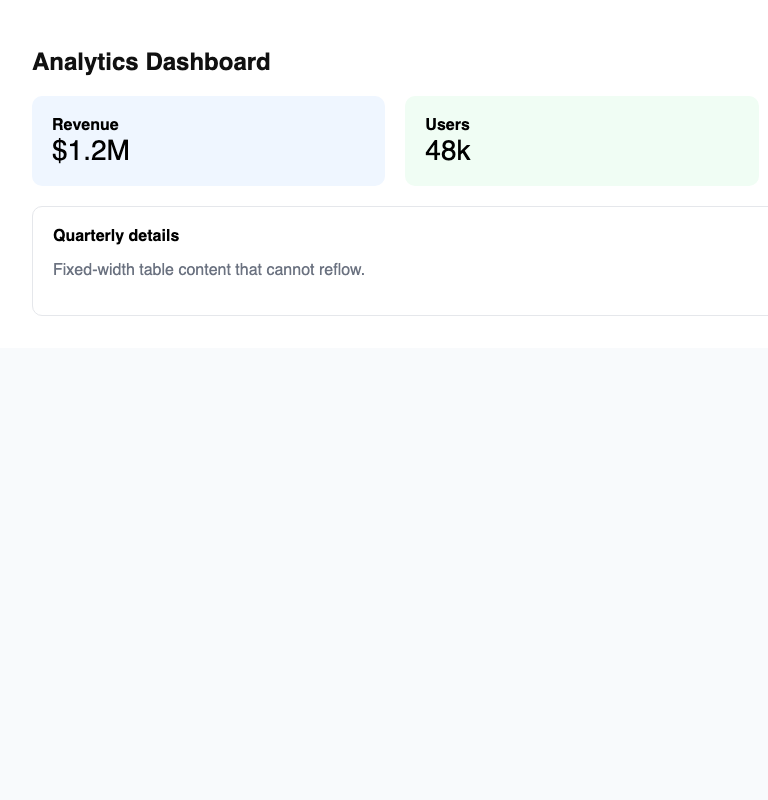 Analytics Dashboard
Revenue
$1.2M
Users
48k
Quarterly details
Fixed-width table content that cannot reflow.